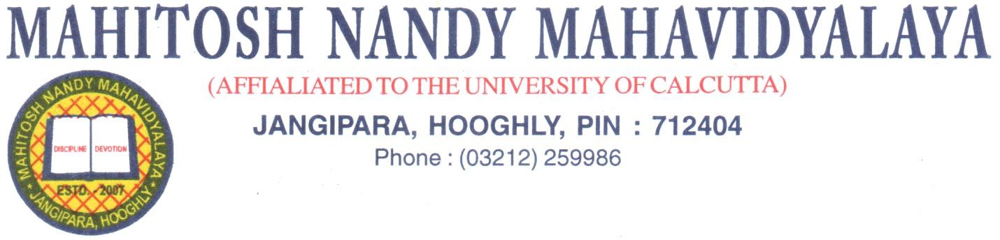 MAHITOSH NANDY MAHAVIDYALAYA
(AFFIALIATED TO THE UNIVERSITY OF CALCUTTA)
JANGIPARA, HOOGHLY, PIN : 712404
Phone : (03212) 259986
MAHITOSH NANDY MAHAVIDYALAYA
DISCIPLINE DEVOTION
ESTD. - 2007
JANGIPARA, HOOGHLY